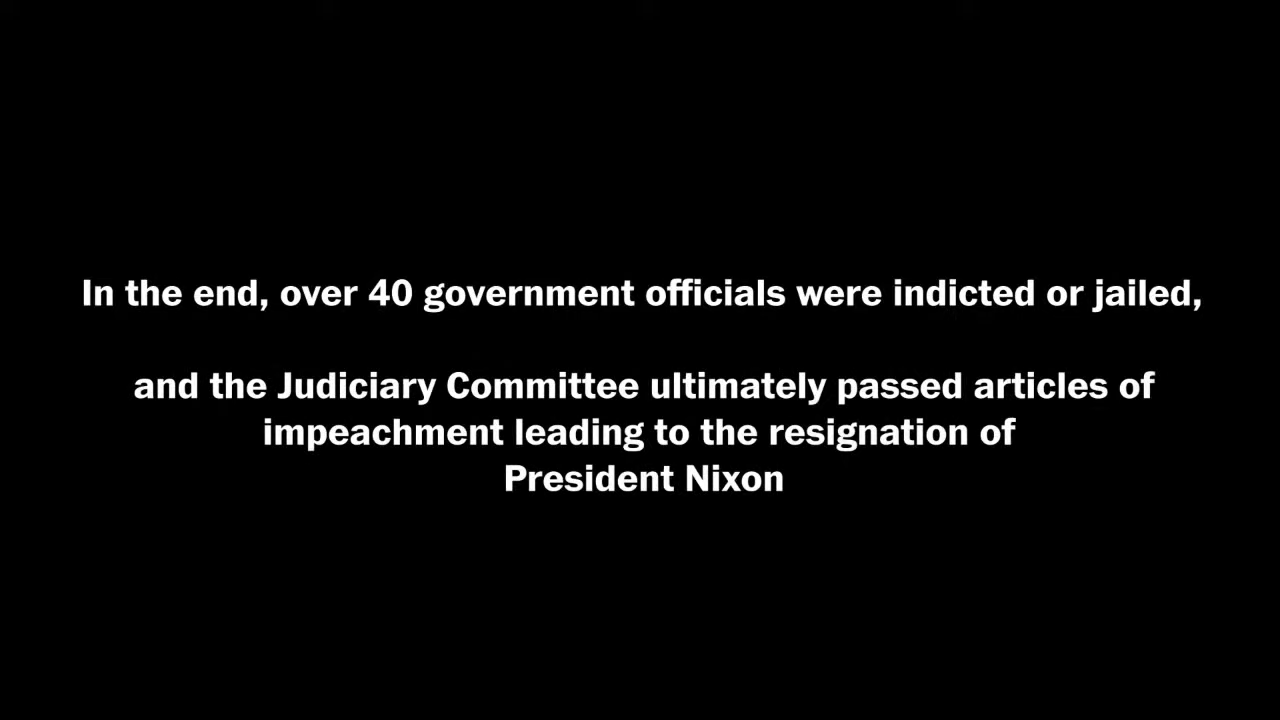 In the end, over 40 government officials were indicted or jailed,
and the Judiciary Committee ultimately passed articles of
impeachment leading to the resignation of
President Nixon